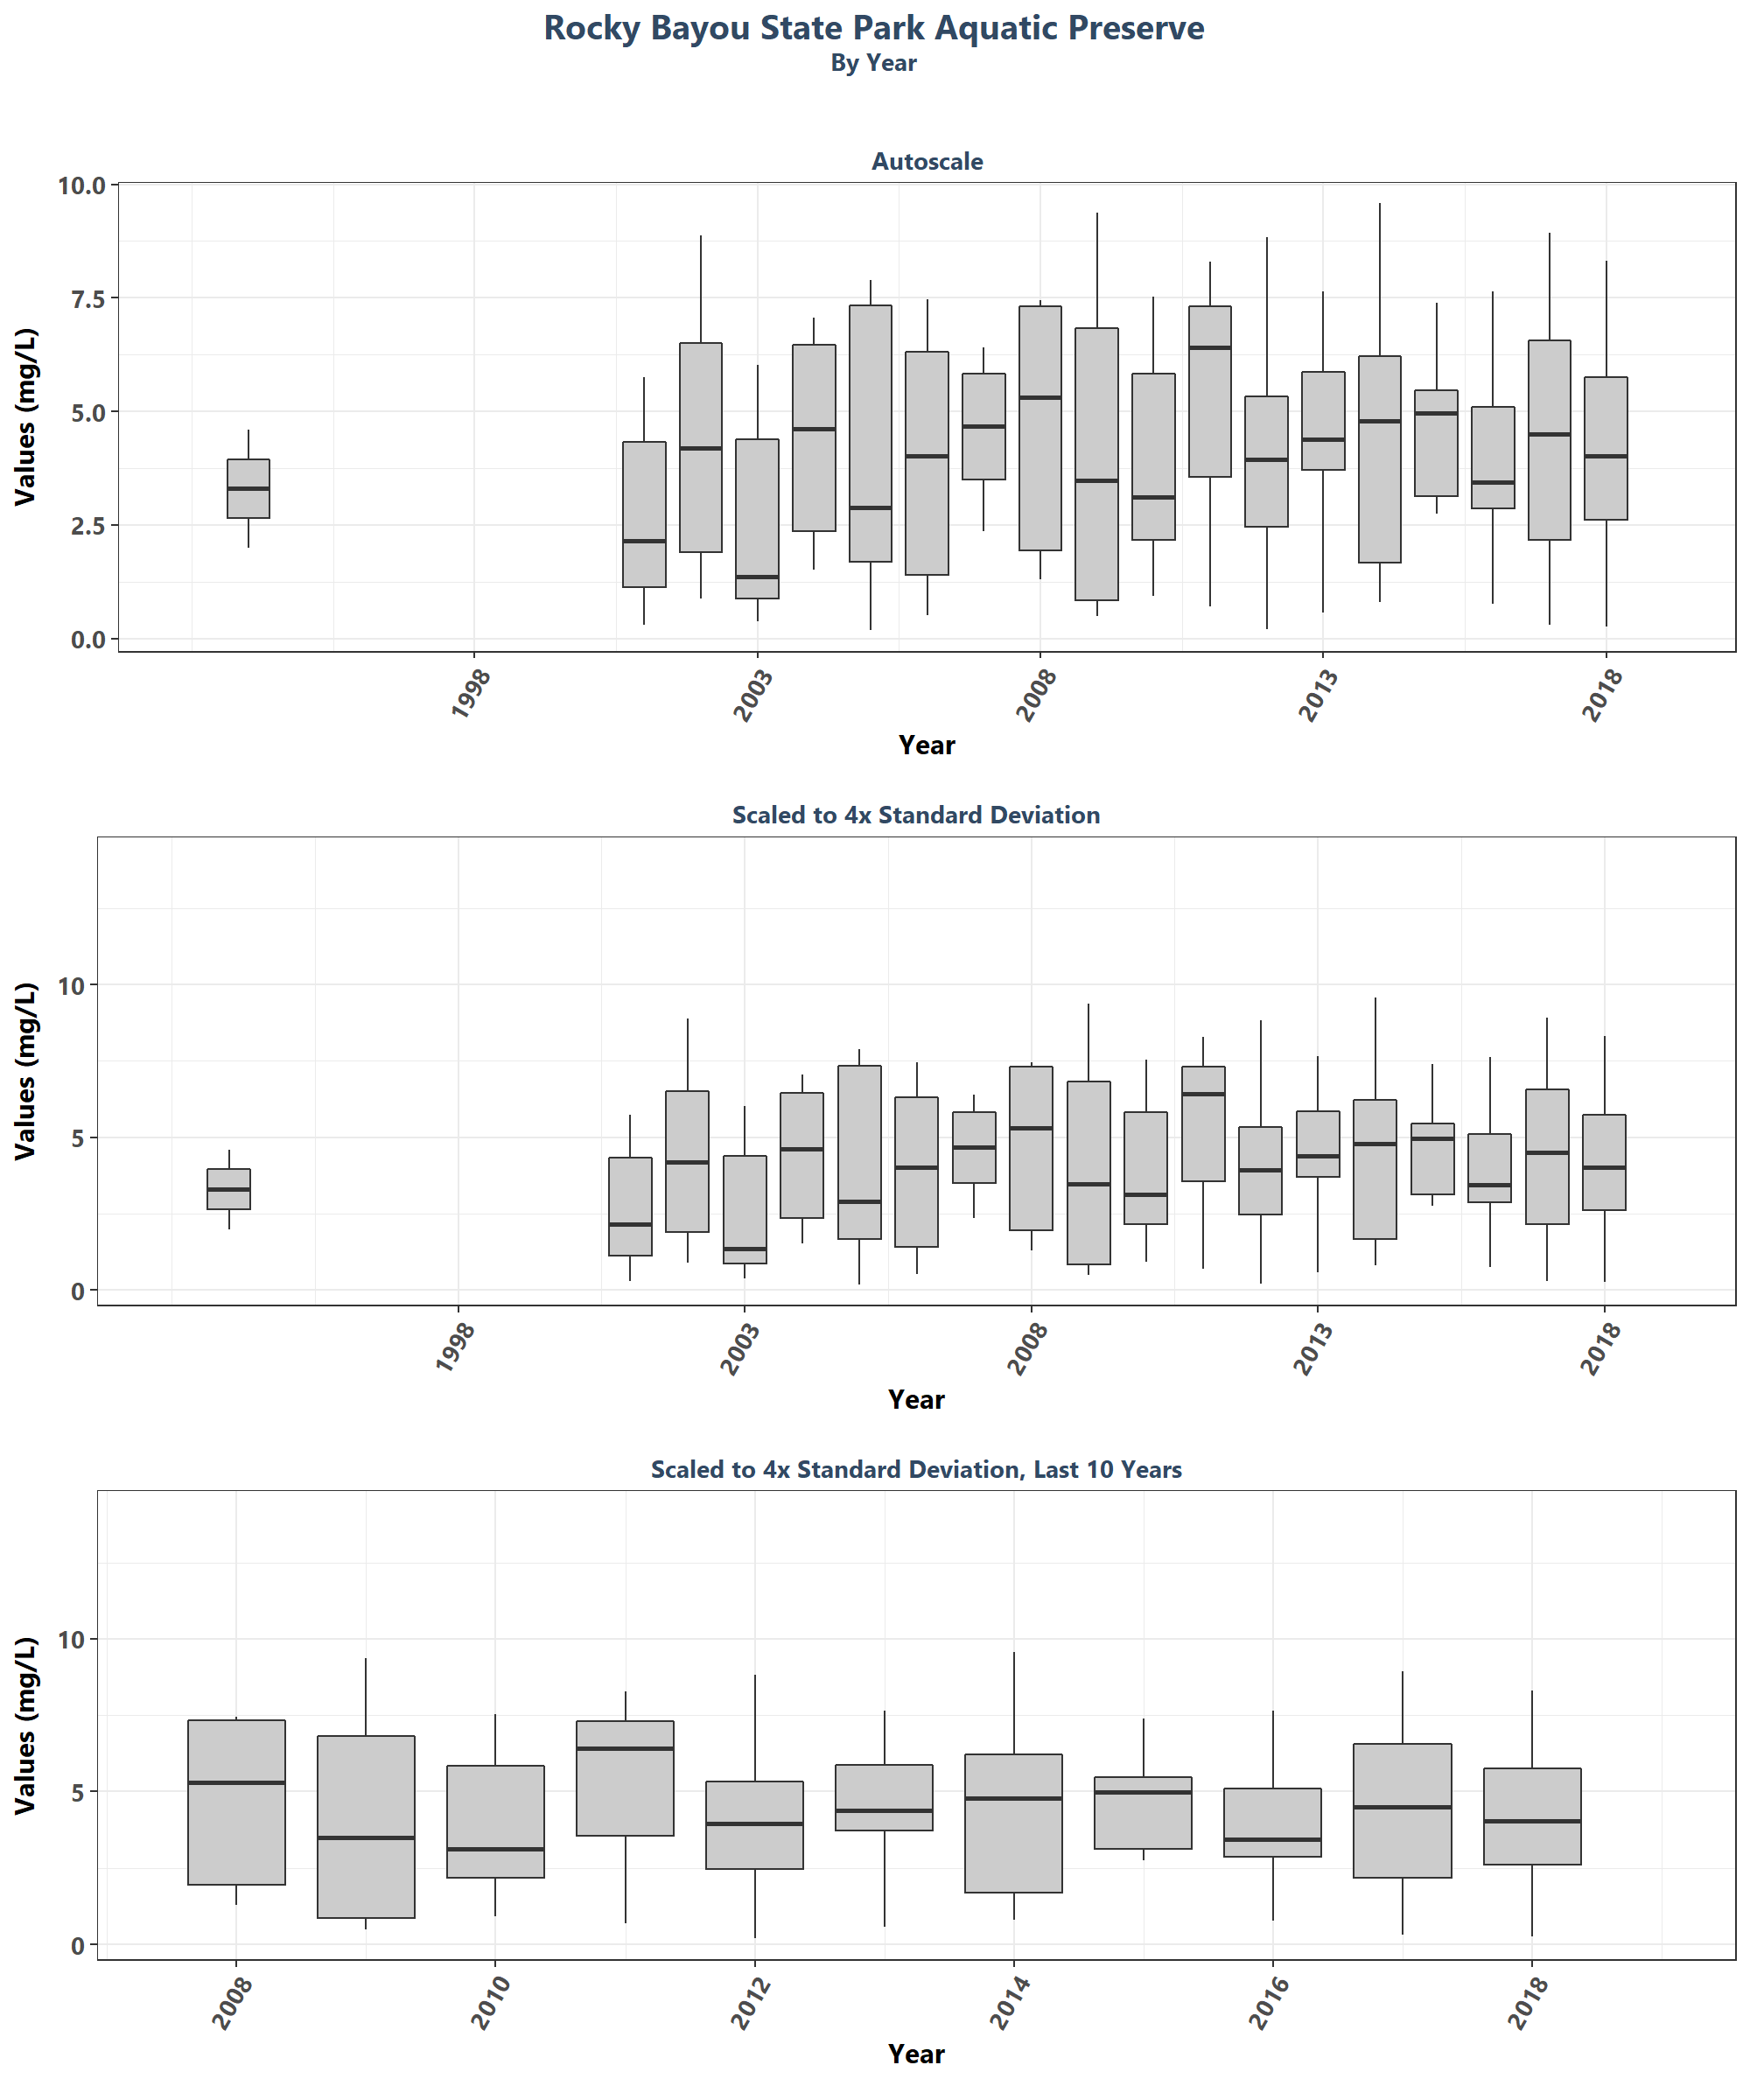 Rocky Bayou State Park Aquatic Preserve
By Year
Autoscale
Values (mg/L)
10.0
7.5
5.0
2.5
0.0
1998
2003
2008
2013
2018
Year
Scaled to 4x Standard Deviation
Values (mg/L)
10
5
0
1998
2003
2008
2013
2018
Year
Scaled to 4x Standard Deviation, Last 10 Years
Values (mg/L)
10
5
0
2008
2010
2012
2014
2016
2018
Year